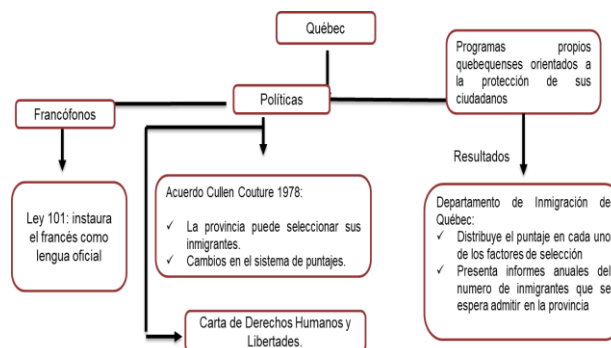 Québec
Políticas
Francófonos
Programas propios
quebequenses orientados a
la protección de sus
ciudadanos
Resultados
Ley 101: instaura
el francés como
lengua oficial
Acuerdo Cullen Couture 1978:
✓ La provincia puede seleccionar sus
inmigrantes.
✓ Cambios en el sistema de puntajes.
Departamento de Inmigración de
Québec:
✓ Distribuye el puntaje en cada uno
de los factores de selección
✓ Presenta informes anuales del
numero de inmigrantes que se
espera admitir en la provincia
Carta de Derechos Humanos y
Libertades.